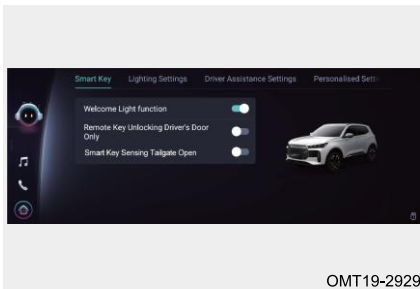 Smart Key Lighting Settings Driver Assistance Settings Personalised
Welcome Light function
Remote Key Unlocking Driver's Door
Only
Smart Key Sensing Tailgate Open
OMT19-2929